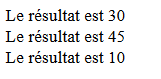 Le résultat est 30
Le résultat est 45
Le résultat est 10